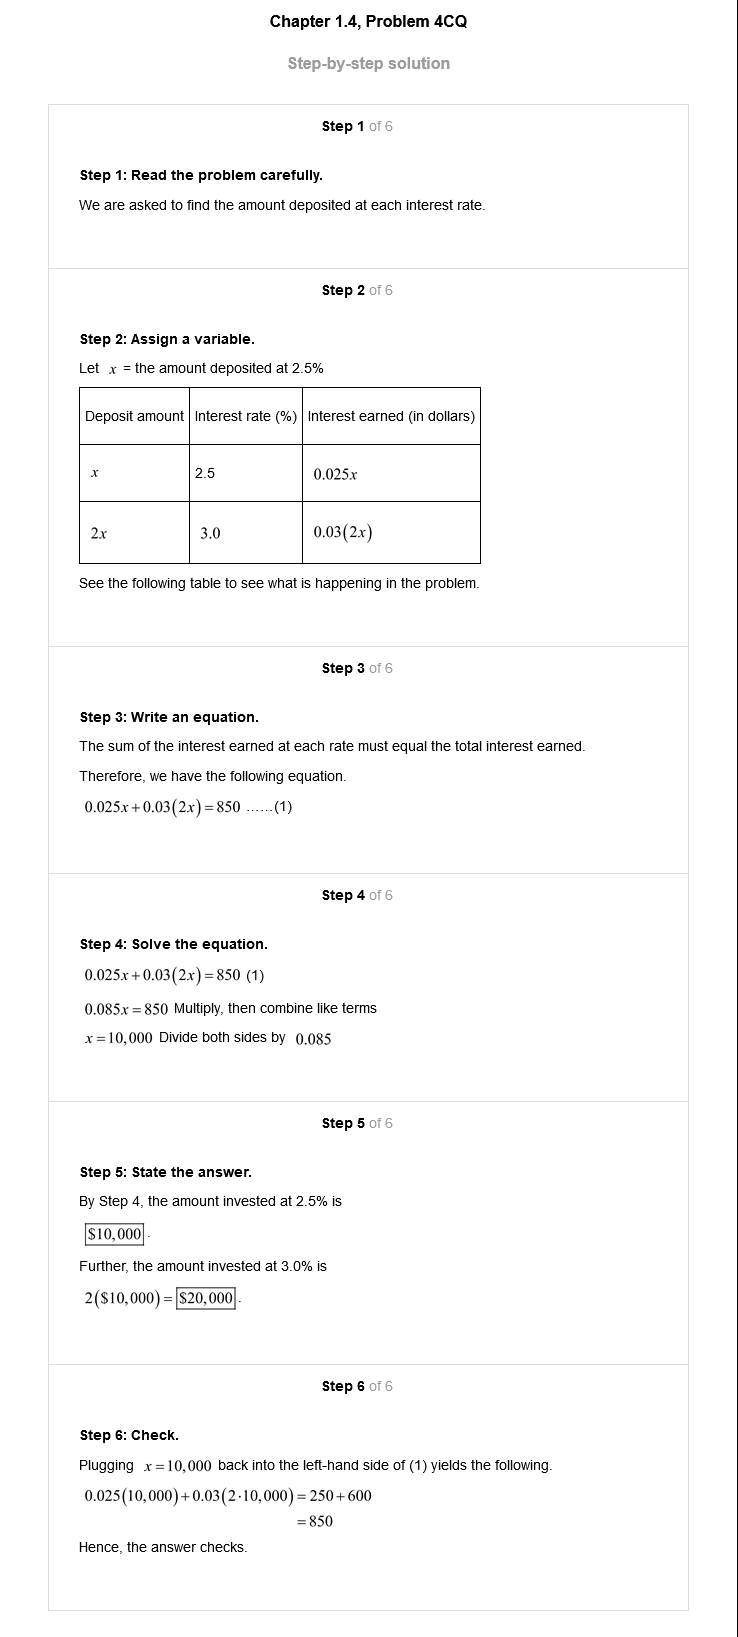 Chapter 1.4, Problem 4CQ
Step-by-step solution
Step 1 of 6
Step 1: Read the problem carefully.
We are asked to find the amount deposited at each interest rate.
Step 2 of 6
Step 2: Assign a variable.
Let x = the amount deposited at 2.5%
Deposit amount Interest rate (%) Interest earned (in dollars)
x 2.5 0.025x
2x 3.0 0.03(2x)
See the following table to see what is happening in the problem.
Step 3 of 6
Step 3: Write an equation.
The sum of the interest earned at each rate must equal the total interest earned.
Therefore, we have the following equation.
0.025x+0.03(2x)=850 ......(1)
Step 4 of 6
Step 4: Solve the equation.
0.025x+0.03(2x)=850 (1)
0.085x=850 Multiply, then combine like terms
x=10,000 Divide both sides by 0.085
Step 5 of 6
Step 5: State the answer.
By Step 4, the amount invested at 2.5% is
$10,000.
Further, the amount invested at 3.0% is
2($10,000)=$20,000.
Step 6 of 6
Step 6: Check.
Plugging x=10,000 back into the left-hand side of (1) yields the following.
0.025(10,000)+0.03(2·10,000)=250+600
=850
Hence, the answer checks.